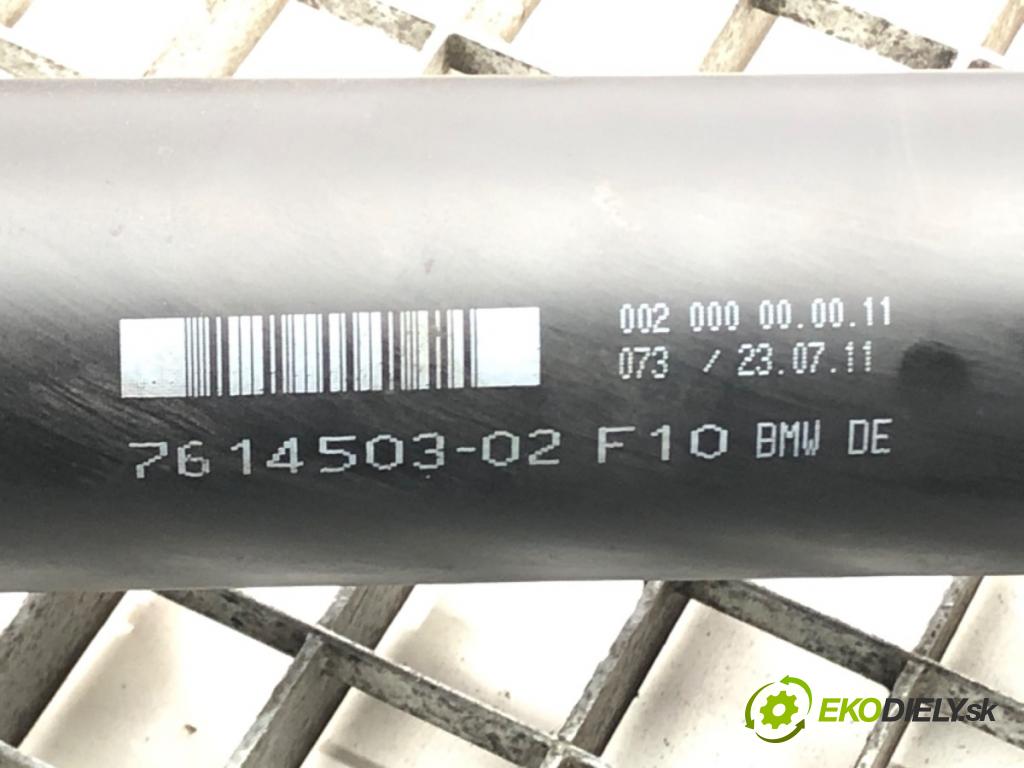 002 000 00.00.11
073 / 23.07.11
7614503-02 F10 BMW DE
EKODIELY.sk